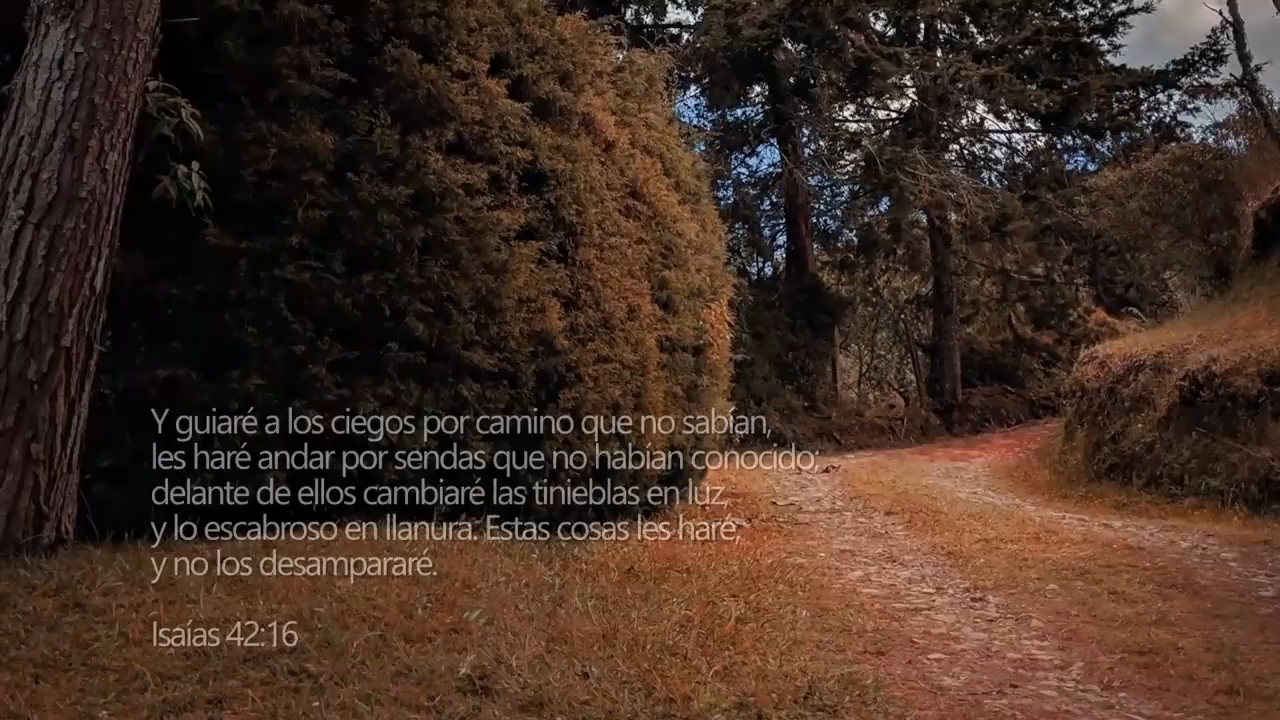 Y guiaré a los ciegos por camino que no sabían,
les haré andar por sendas que no habían conocido;
delante de ellos cambiaré las tinieblas en luz,
y lo escabroso en llanura. Estas cosas les haré,
y no los desampararé.
Isaías 42:16